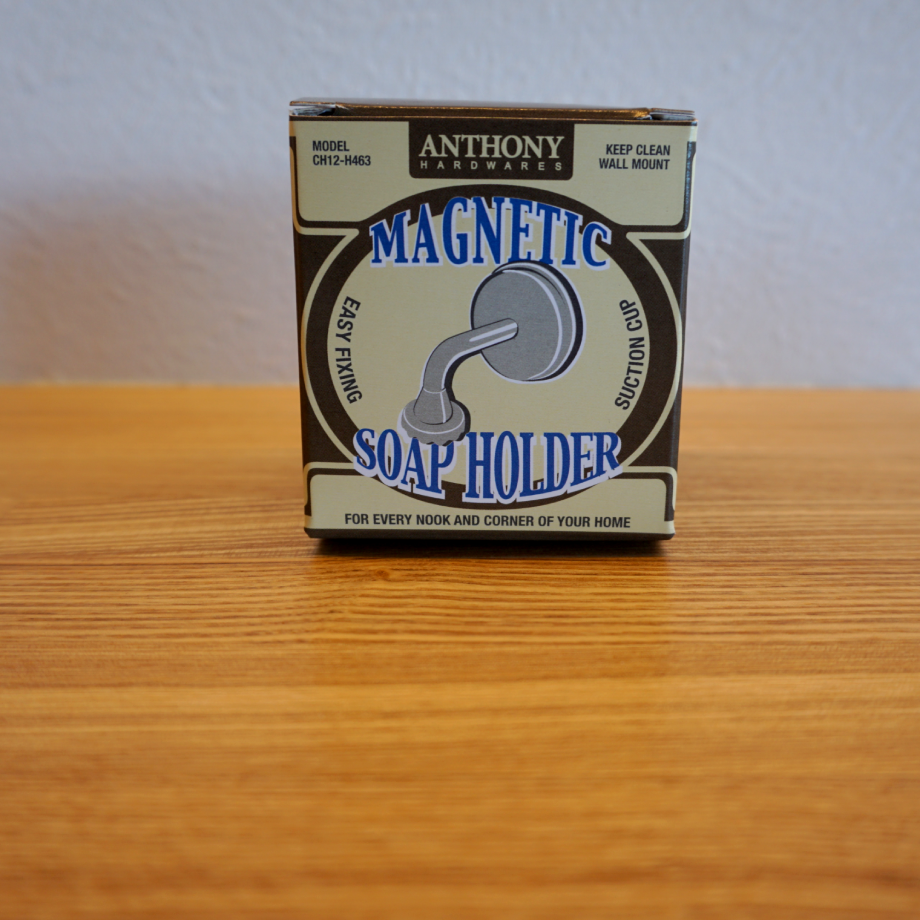 MODEL
CH12-H463
ANTHONY
HARDWARES
KEEP CLEAN
WALL MOUNT
MAGNETIC
EASY FIXING
SUCTION CUP
SOAP HOLDER
FOR EVERY NOOK AND CORNER OF YOUR HOME